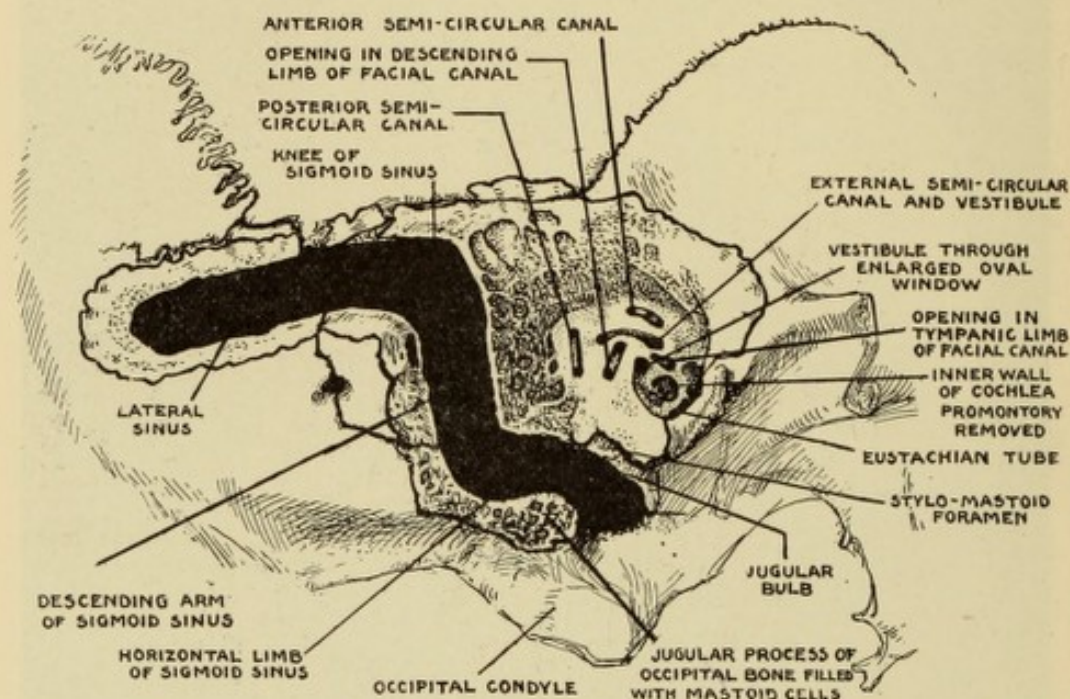 ANTERIOR SEMI-CIRCULAR CANAL
OPENING IN DESCENDING
LIMB OF FACIAL CANAL
POSTERIOR SEMI-
CIRCULAR CANAL
KNEE OF
SIGMOID SINUS
EXTERNAL SEMI-CIRCULAR
CANAL AND VESTIBULE
VESTIBULE THROUGH
ENLARGED OVAL
WINDOW
OPENING IN
TYMPANIC LIMB
OF FACIAL CANAL
INNER WALL
OF COCHLEA
PROMONTORY
REMOVED
EUSTACHIAN TUBE
STYLO-MASTOID
FORAMEN
LATERAL
SINUS
JUGULAR
BULB
DESCENDING ARM
OF SIGMOID SINUS
HORIZONTAL LIMB
OF SIGMOID SINUS
OCCIPITAL CONDYLE
JUGULAR PROCESS OF
OCCIPITAL BONE FILLED
WITH MASTOID CELLS